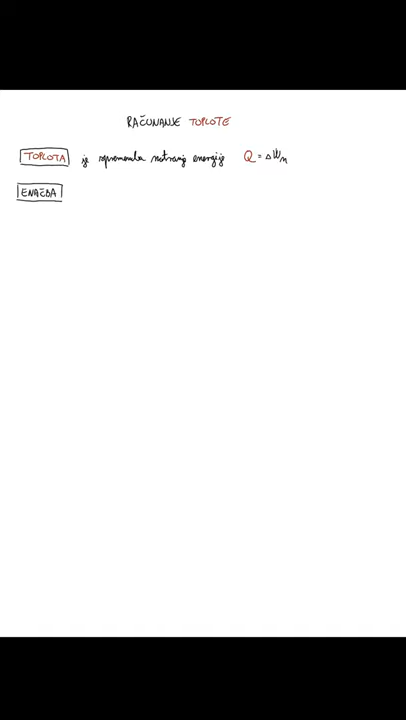 RAČUNANJE TOPLOTE
TOPLOTA je sprememba notranje energije Q = ΔWn
ENAČBA